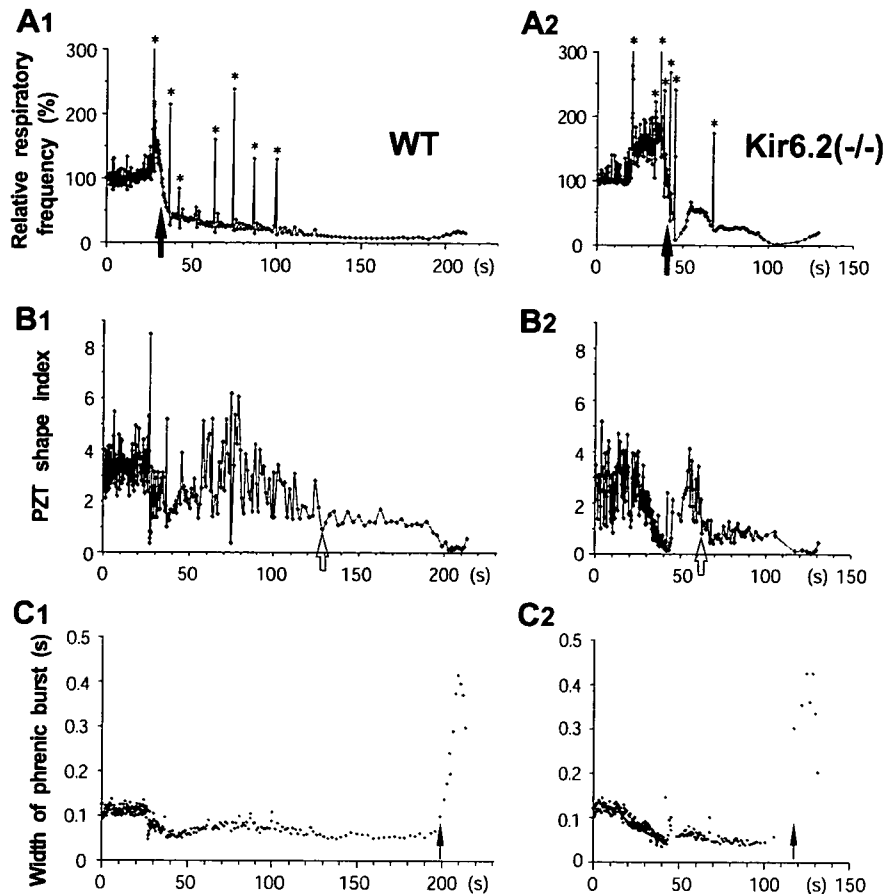 A1
A2
Relative respiratory frequency (%)
300
200
100
0
0 50 100 150 200 (s)
WT
* * * * * * *
300
200
100
0
0 50 100 (s) 150
Kir6.2(-/-)
* * * * * * *
B1
B2
PZT shape index
8
6
4
2
0
0 50 100 150 200 (s)
8
6
4
2
0
0 50 100 (s) 150
C1
C2
Width of phrenic burst (s)
0.5
0.4
0.3
0.2
0.1
0
0 50 100 150 200 (s)
0.5
0.4
0.3
0.2
0.1
0
0 50 100 (s) 150